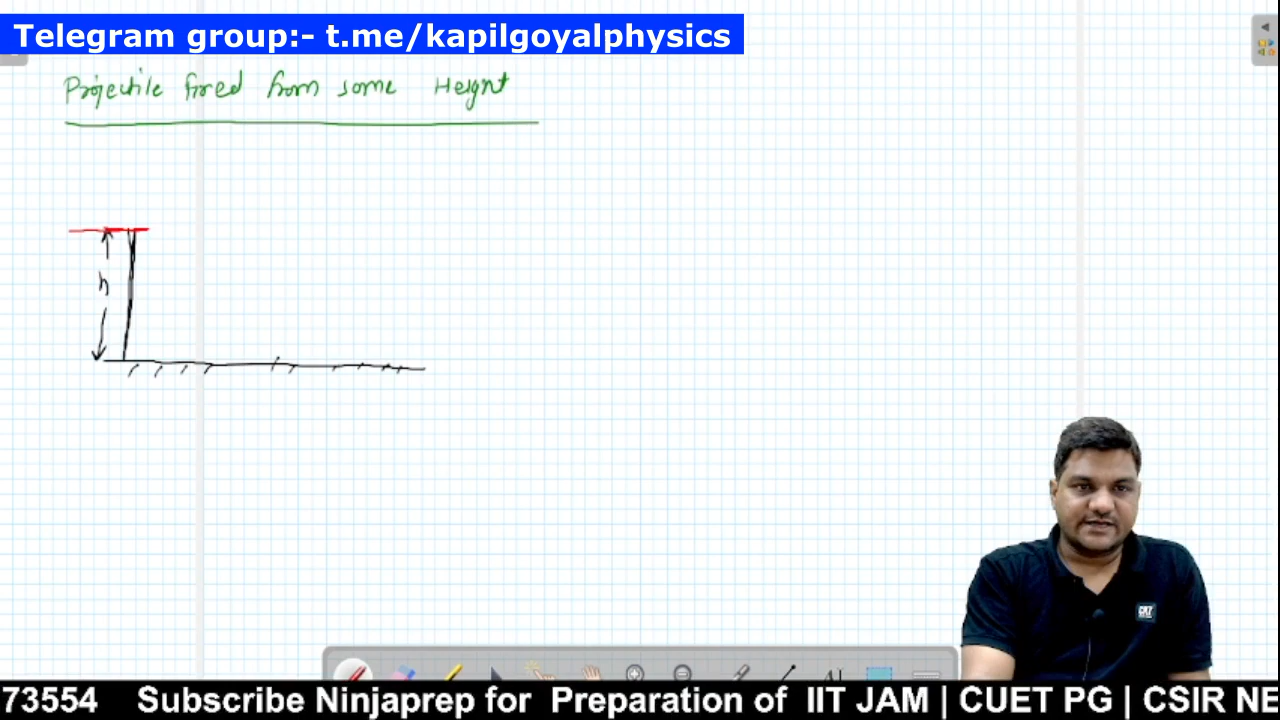 Telegram group:- t.me/kapilgoyalphysics
Projectile fired from some Height
h
73554 Subscribe Ninjaprep for Preparation of IIT JAM | CUET PG | CSIR NE